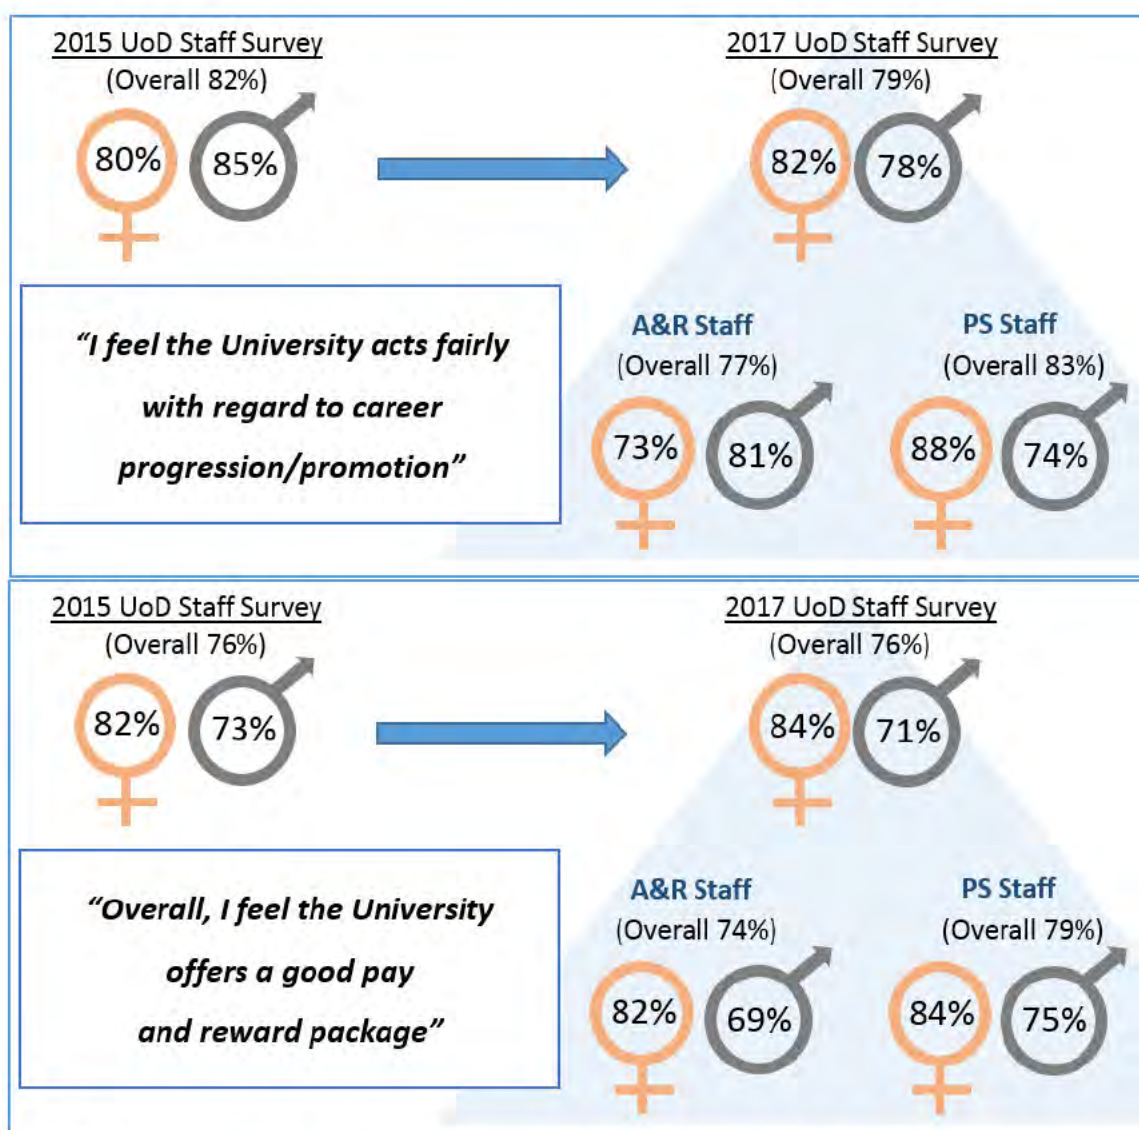 2015 UoD Staff Survey
(Overall 82%)
80%
85%
2017 UoD Staff Survey
(Overall 79%)
82%
78%
“I feel the University acts fairly
with regard to career
progression/promotion”
A&R Staff
(Overall 77%)
73%
81%
PS Staff
(Overall 83%)
88%
74%
2015 UoD Staff Survey
(Overall 76%)
82%
73%
2017 UoD Staff Survey
(Overall 76%)
84%
71%
“Overall, I feel the University
offers a good pay
and reward package”
A&R Staff
(Overall 74%)
82%
69%
PS Staff
(Overall 79%)
84%
75%